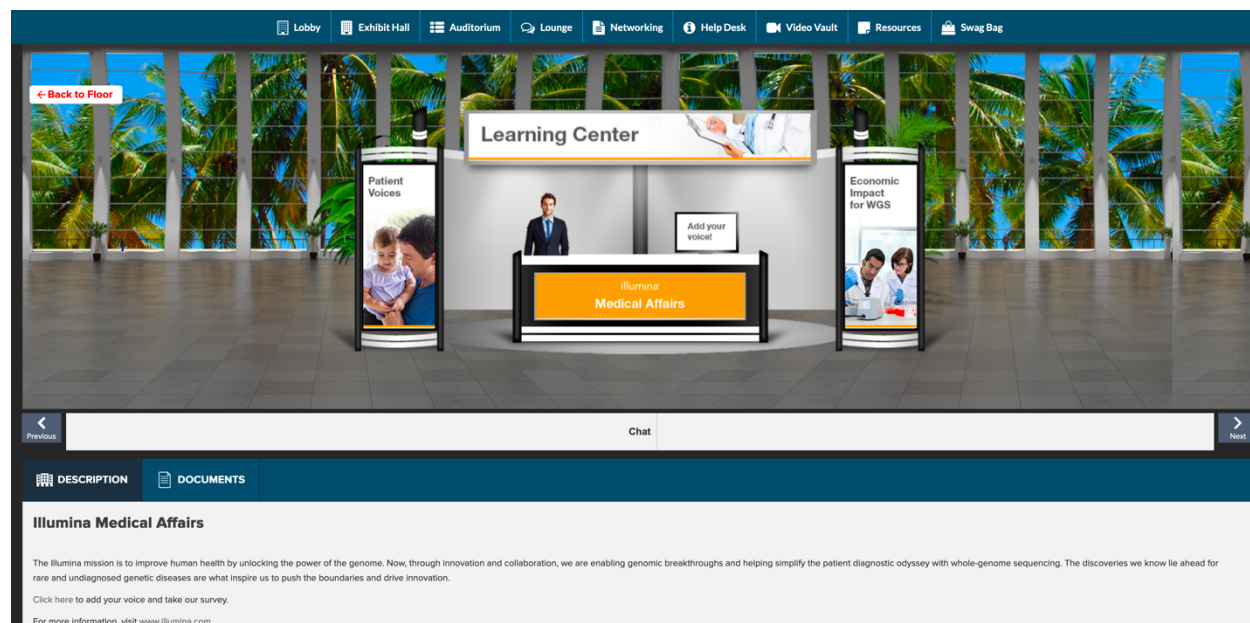 Lobby
Exhibit Hall
Auditorium
Lounge
Networking
Help Desk
Video Vault
Resources
Swag Bag
Back to Floor
Learning Center
Patient
Voices
Economic
Impact
for WGS
Add your
voice!
illumina
Medical Affairs
Previous
Chat
Next
DESCRIPTION
DOCUMENTS
Illumina Medical Affairs
The Illumina mission is to improve human health by unlocking the power of the genome. Now, through innovation and collaboration, we are enabling genomic breakthroughs and helping simplify the patient diagnostic odyssey with whole-genome sequencing. The discoveries we know lie ahead for
rare and undiagnosed genetic diseases are what inspire us to push the boundaries and drive innovation.
Click here to add your voice and take our survey.
For more information, visit www.illumina.com